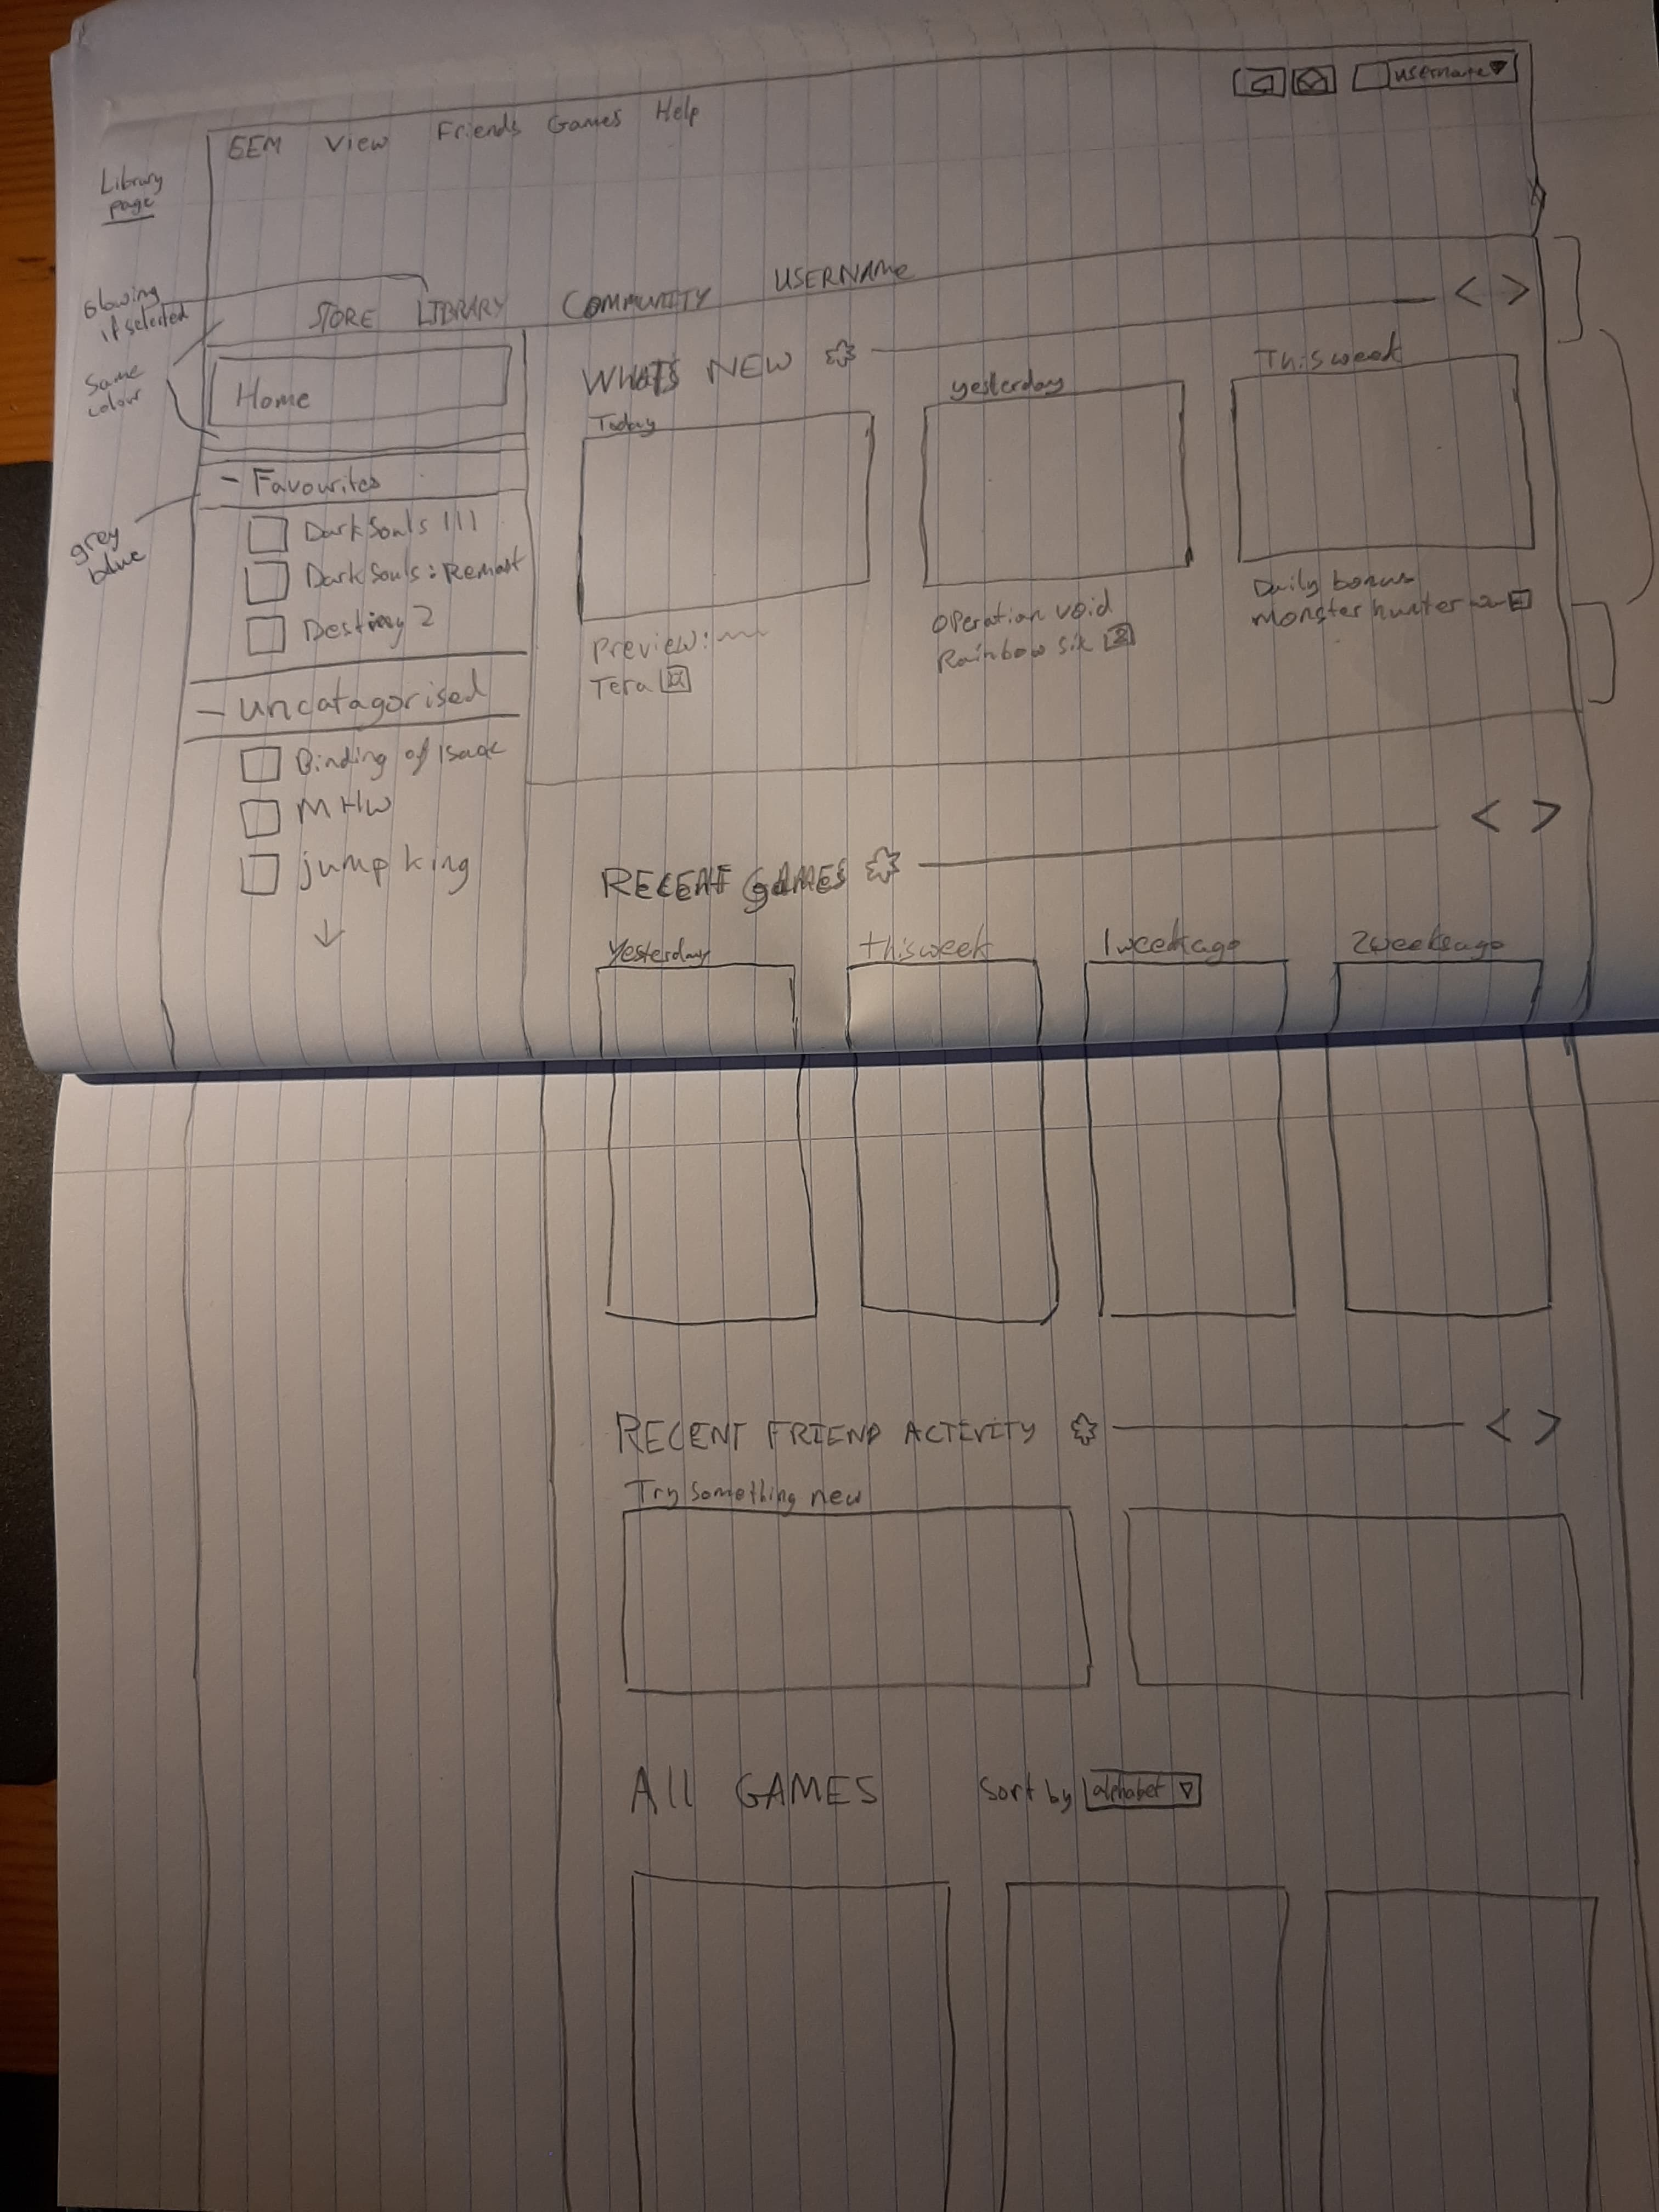 GEM View Friends Games Help
username
Library
page
Glowing
if selected
Same
colour
grey
blue
STORE LIBRARY COMMUNITY USERNAME
< >
Home
- Favourites
Dark Souls III
Dark Souls: Remast
Destiny 2
- Uncatagorised
Binding of Isaac
MHW
jump king
WHATS NEW
Today
yesterday
This week
Preview:
Tera
Operation void
Rainbow six
Daily bonus
Monster hunter
RECENT GAMES
< >
Yesterday
This week
1 week ago
2 weeks ago
RECENT FRIEND ACTIVITY < >
Try something new
All GAMES Sort by alphabet